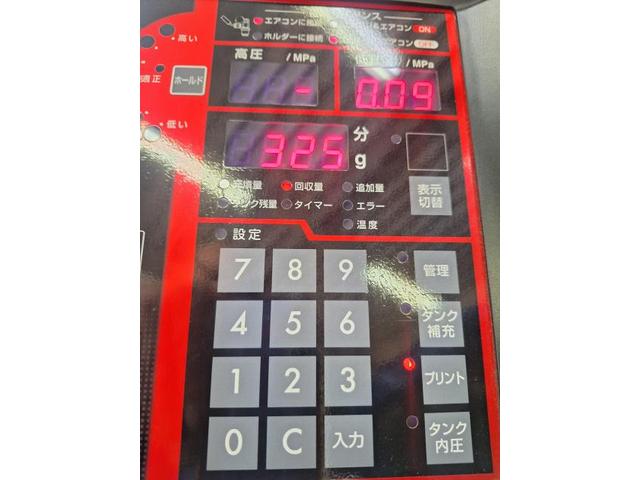 エアコンに接続
エアコン
ON
ホルダーに接続
エアコン
OFF
高い
適正
ホールド
低い
高圧
/MPa
-
/MPa
0.09
325
分
g
回収量
追加量
タンク残量
タイマー
エラー
温度
表示
切替
設定
7
8
9
管理
4
5
6
タンク
補充
1
2
3
プリント
0
C
入力
タンク
内圧